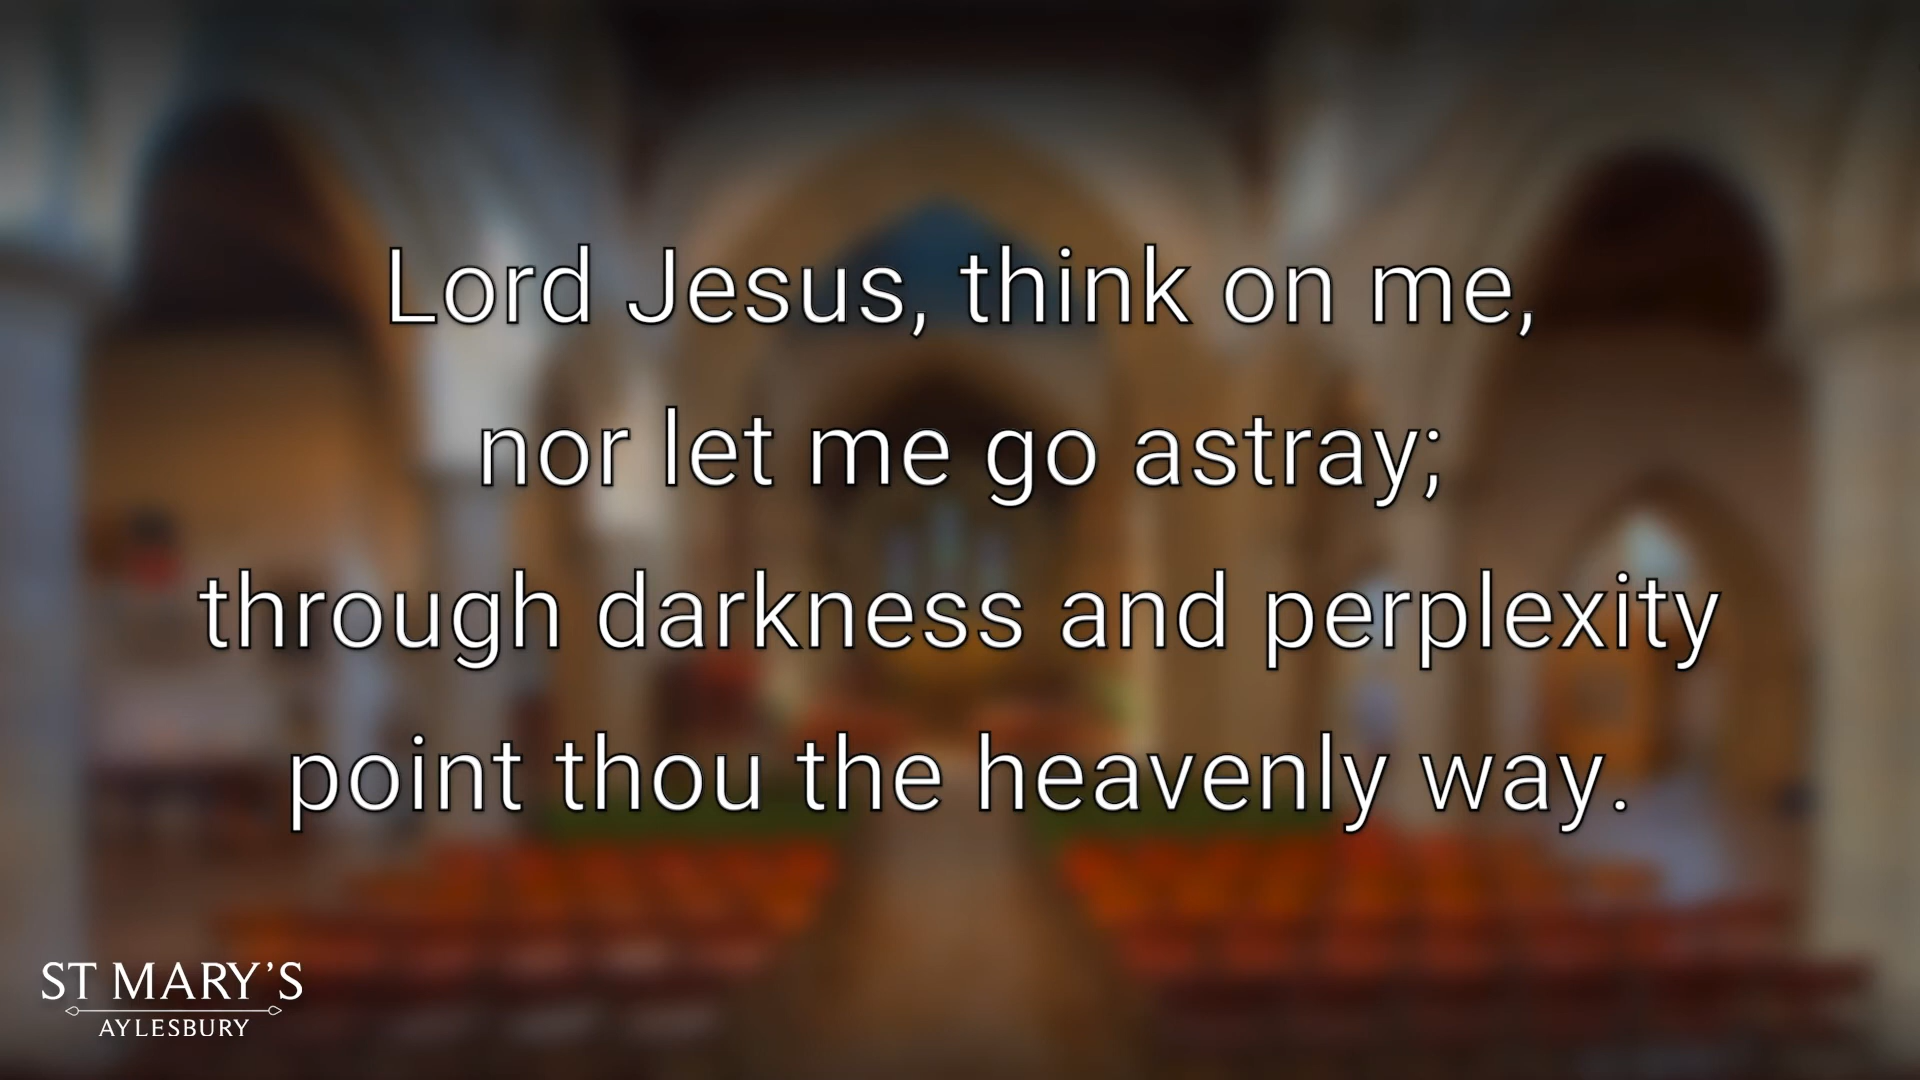 Lord Jesus, think on me,
nor let me go astray;
through darkness and perplexity
point thou the heavenly way.
ST MARY'S
AYLESBURY